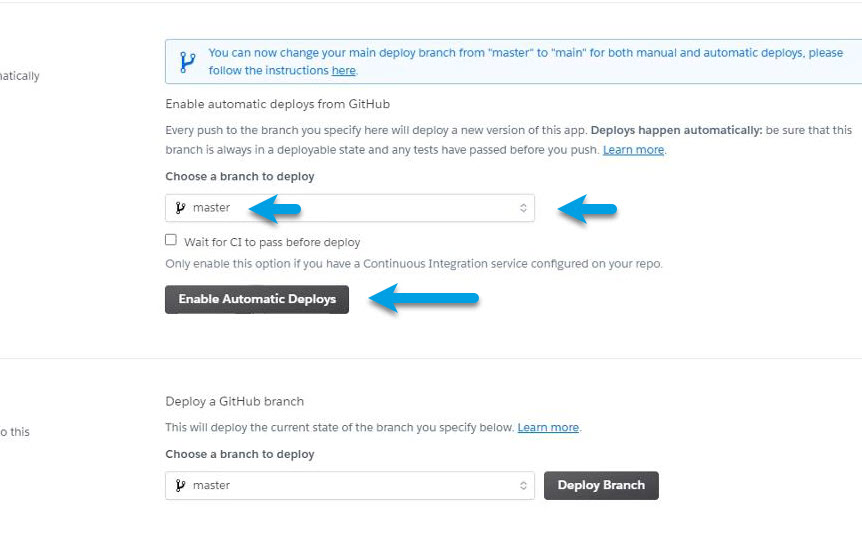 You can now change your main deploy branch from "master" to "main" for both manual and automatic deploys, please
follow the instructions here.
natically
Enable automatic deploys from GitHub
Every push to the branch you specify here will deploy a new version of this app. Deploys happen automatically: be sure that this
branch is always in a deployable state and any tests have passed before you push. Learn more.
Choose a branch to deploy
master
Wait for CI to pass before deploy
Only enable this option if you have a Continuous Integration service configured on your repo.
Enable Automatic Deploys
Deploy a GitHub branch
This will deploy the current state of the branch you specify below. Learn more.
o this
Choose a branch to deploy
master
Deploy Branch